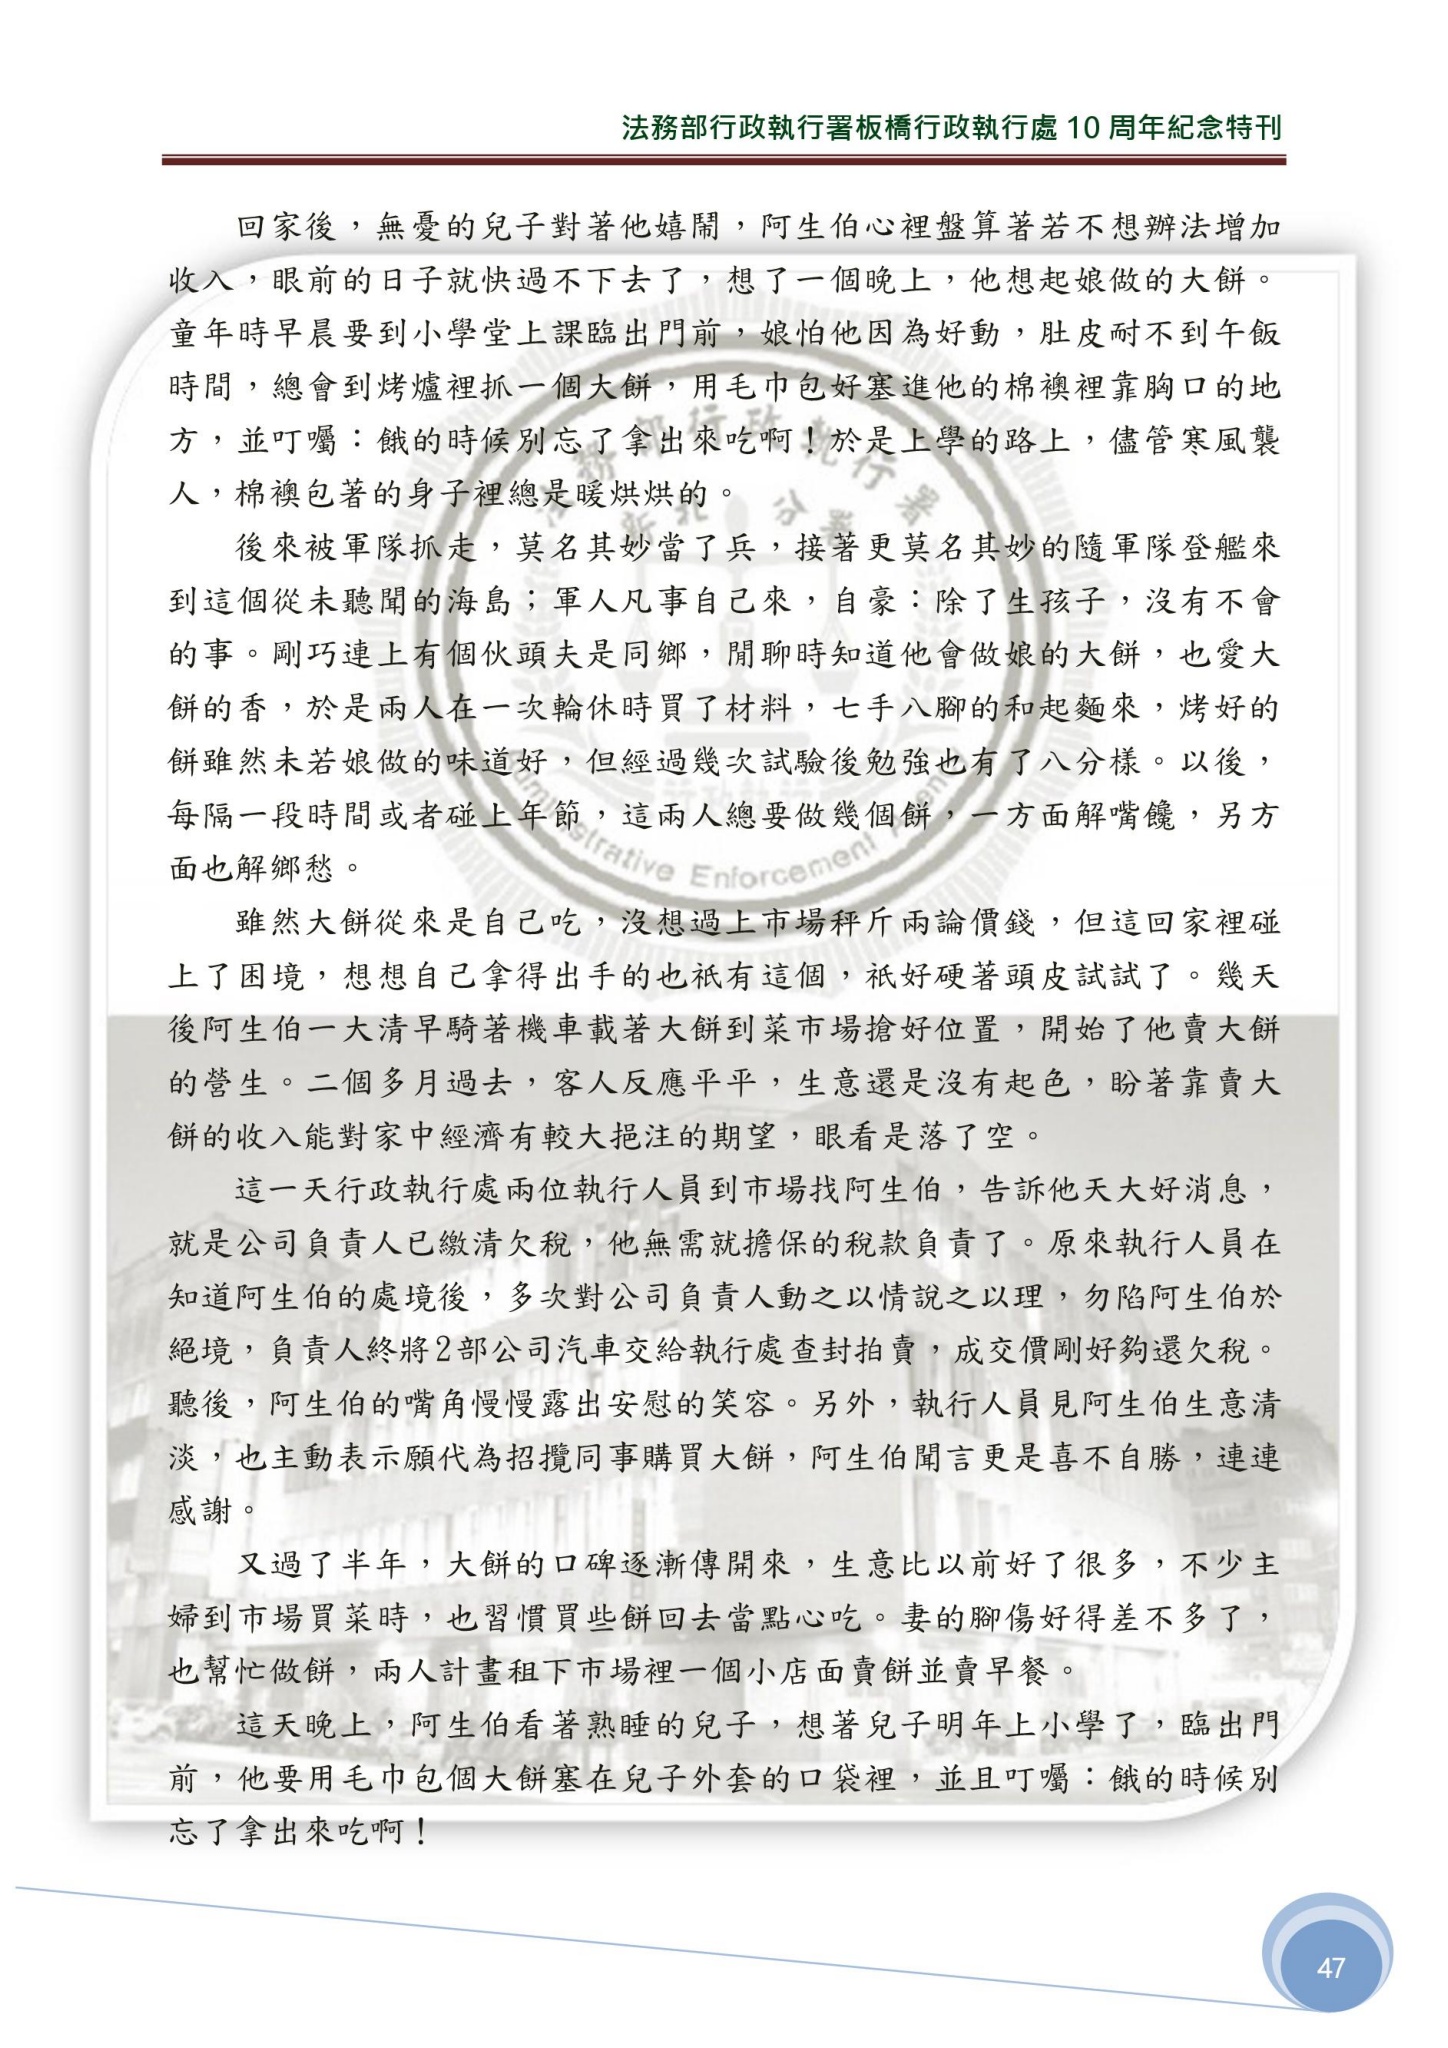 法務部行政執行署板橋行政執行處 10 周年紀念特刊
回家後，無憂的兒子對著他嬉鬧，阿生伯心裡盤算著若不想辦法增加
收入，眼前的日子就快過不下去了，想了一個晚上，他想起娘做的大餅。
童年時早晨要到小學堂上課臨出門前，娘怕他因為好動，肚皮耐不到午飯
時間，總會到烤爐裡抓一個大餅，用毛巾包好塞進他的棉襖裡靠胸口的地
方，並叮囑：餓的時候別忘了拿出來吃啊！於是上學的路上，儘管寒風襲
人，棉襖包著的身子裡總是暖烘烘的。
後來被軍隊抓走，莫名其妙當了兵，接著更莫名其妙的隨軍隊登艦來
到這個從未聽聞的海島；軍人凡事自己來，自豪：除了生孩子，沒有不會
的事。剛巧連上有個伙頭夫是同鄉，閒聊時知道他會做娘的大餅，也愛大
餅的香，於是兩人在一次輪休時買了材料，七手八腳的和起麵來，烤好的
餅雖然未若娘做的味道好，但經過幾次試驗後勉強也有了八分樣。以後，
每隔一段時間或者碰上年節，這兩人總要做幾個餅，一方面解嘴饞，另方
面也解鄉愁。
雖然大餅從來是自己吃，沒想過上市場秤斤兩論價錢，但這回家裡碰
上了困境，想想自己拿得出手的也祇有這個，祇好硬著頭皮試試了。幾天
後阿生伯一大清早騎著機車載著大餅到菜市場搶好位置，開始了他賣大餅
的營生。二個多月過去，客人反應平平，生意還是沒有起色，盼著靠賣大
餅的收入能對家中經濟有較大挹注的期望，眼看是落了空。
這一天行政執行處兩位執行人員到市場找阿生伯，告訴他天大好消息，
就是公司負責人已繳清欠稅，他無需就擔保的稅款負責了。原來執行人員在
知道阿生伯的處境後，多次對公司負責人動之以情說之以理，勿陷阿生伯於
絕境，負責人終將2部公司汽車交給執行處查封拍賣，成交價剛好夠還欠稅。
聽後，阿生伯的嘴角慢慢露出安慰的笑容。另外，執行人員見阿生伯生意清
淡，也主動表示願代為招攬同事購買大餅，阿生伯聞言更是喜不自勝，連連
感謝。
又過了半年，大餅的口碑逐漸傳開來，生意比以前好了很多，不少主
婦到市場買菜時，也習慣買些餅回去當點心吃。妻的腳傷好得差不多了，
也幫忙做餅，兩人計畫租下市場裡一個小店面賣餅並賣早餐。
這天晚上，阿生伯看著熟睡的兒子，想著兒子明年上小學了，臨出門
前，他要用毛巾包個大餅塞在兒子外套的口袋裡，並且叮囑：餓的時候別
忘了拿出來吃啊！
法務部行政執行署
新北分署
行政執行
Administrative Enforcement Agency
47